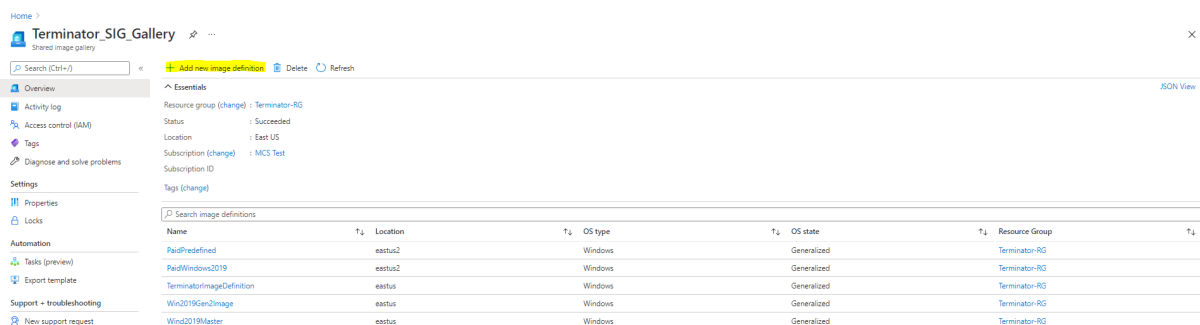 Home >
Terminator_SIG_Gallery
Shared image gallery
Search (Ctrl+/)
Overview
Activity log
Access control (IAM)
Tags
Diagnose and solve problems
Settings
Properties
Locks
Automation
Tasks (preview)
Export template
Support + troubleshooting
New support request
Add new image definition Delete Refresh
Essentials JSON View
Resource group (change) : Terminator-RG
Status : Succeeded
Location : East US
Subscription (change) : MCS Test
Subscription ID
Tags (change)
Search image definitions
Name Location OS type OS state Resource Group
PaidPredefined eastus2 Windows Generalized Terminator-RG
PaidWindows2019 eastus2 Windows Generalized Terminator-RG
TerminatorImageDefinition eastus Windows Generalized Terminator-RG
Win2019Gen2Image eastus Windows Generalized Terminator-RG
Wind2019Master eastus Windows Generalized Terminator-RG